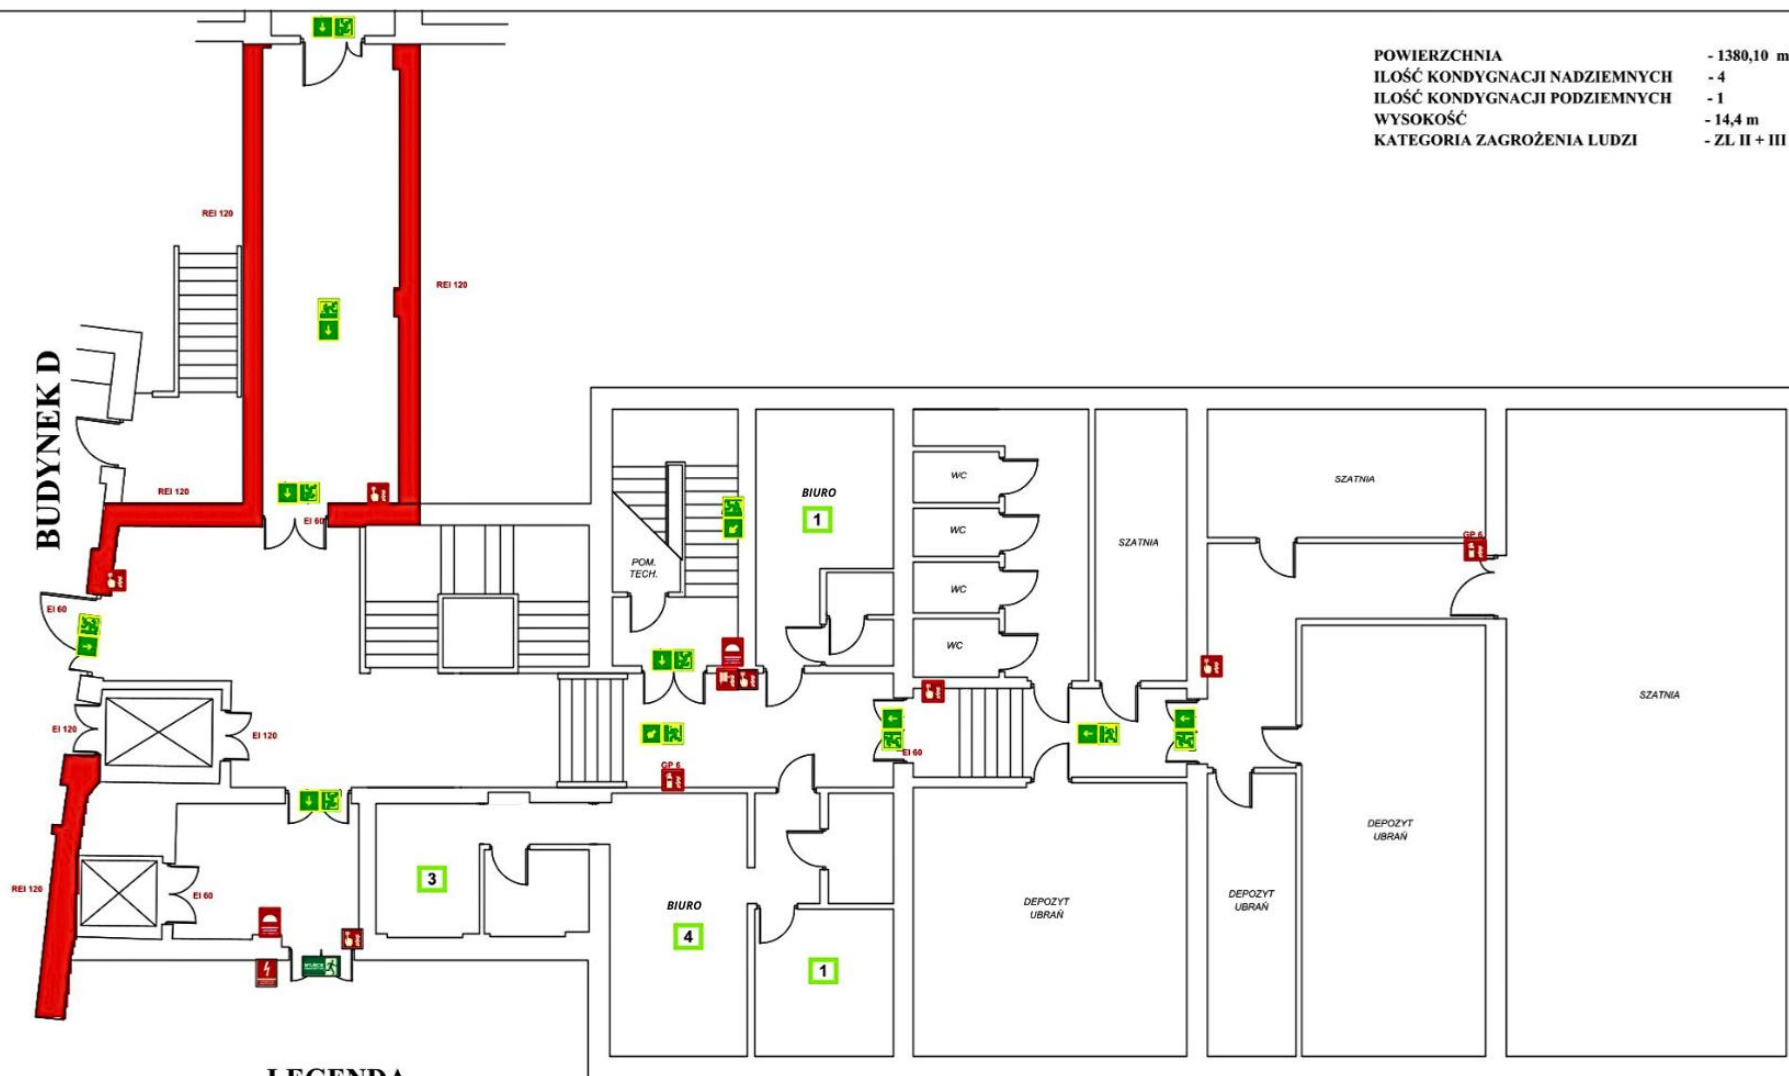 POWIERZCHNIA - 1380,10 m
ILOŚĆ KONDYGNACJI NADZIEMNYCH - 4
ILOŚĆ KONDYGNACJI PODZIEMNYCH - 1
WYSOKOŚĆ - 14,4 m
KATEGORIA ZAGROŻENIA LUDZI - ZL II + III
REI 120
REI 120
BUDYNEK D
REI 120
EI 60
BIURO
1
POM.
TECH.
WC
WC
WC
WC
SZATNIA
SZATNIA
GP 6
SZATNIA
EI 60
EI 120
EI 120
EI 60
GP 6
REI 120
EI 60
3
BIURO
4
1
DEPOZYT
UBRAŃ
DEPOZYT
UBRAŃ
DEPOZYT
UBRAŃ
LEGENDA